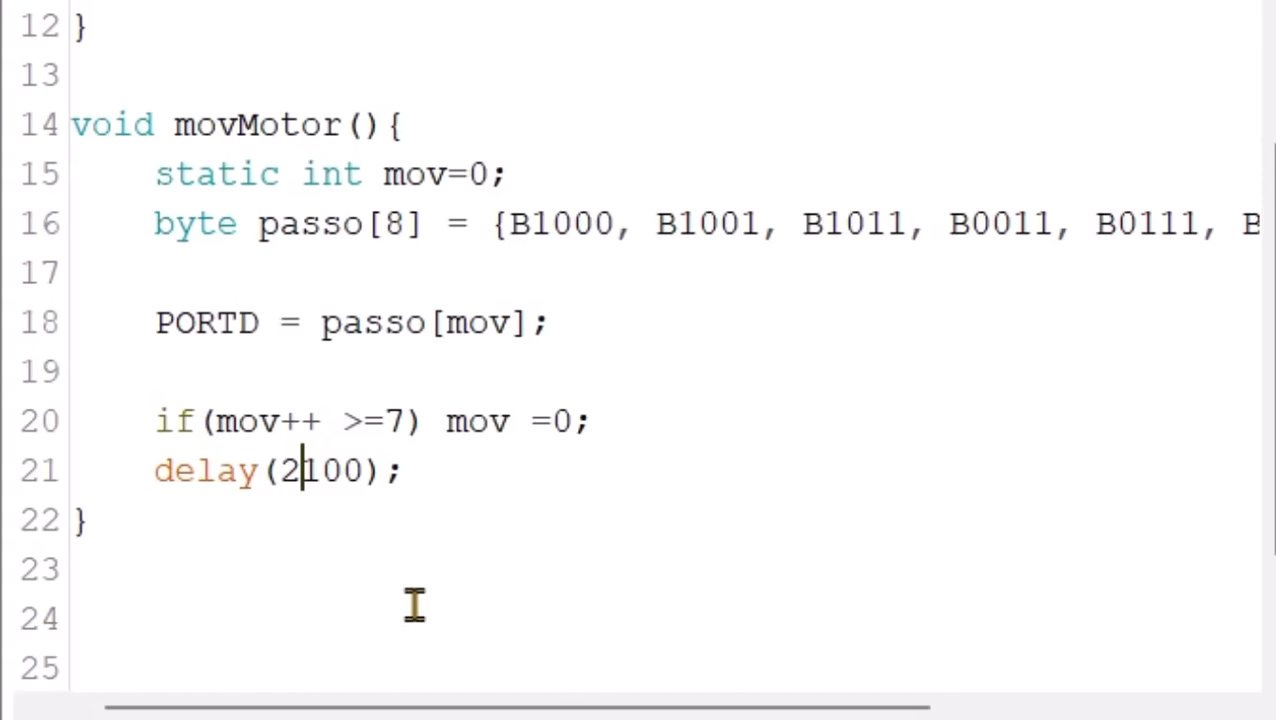 12 }
13
14 void movMotor(){
15 static int mov=0;
16 byte passo[8] = {B1000, B1001, B1011, B0011, B0111, B
17
18 PORTD = passo[mov];
19
20 if(mov++ >=7) mov =0;
21 delay(2100);
22 }
23
24
25